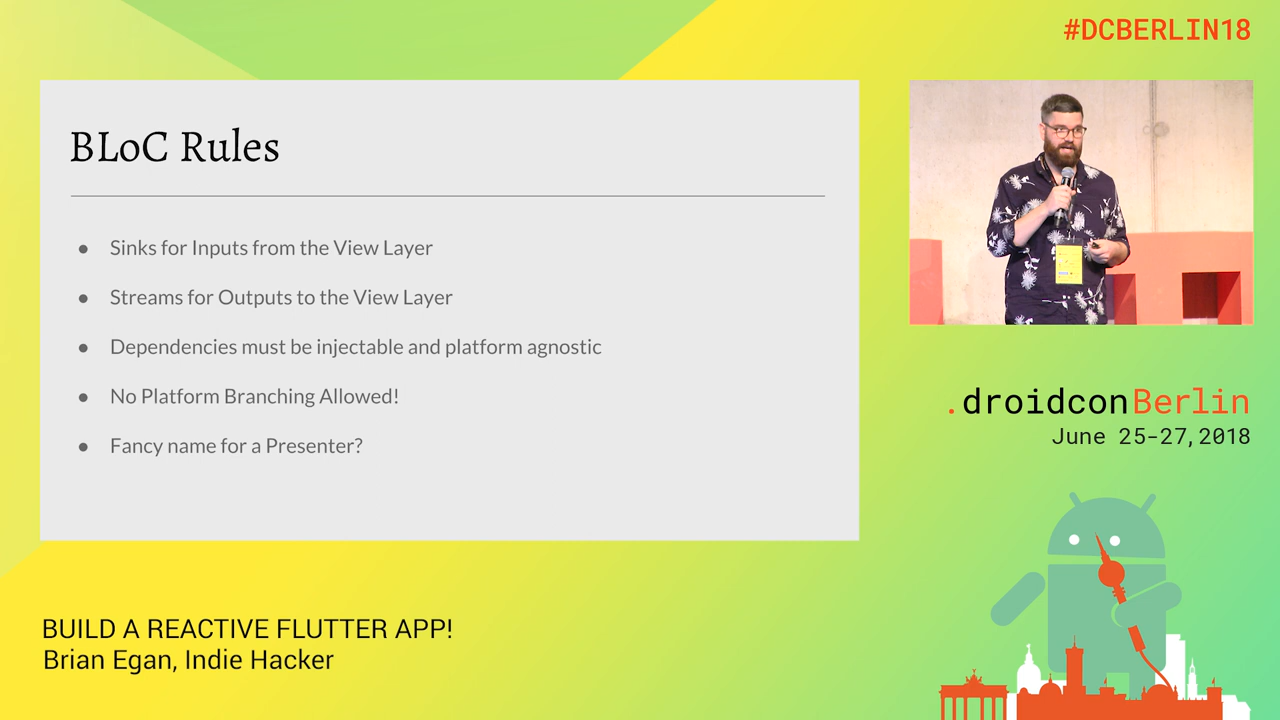 #DCBERLIN18
BLoC Rules
● Sinks for Inputs from the View Layer
● Streams for Outputs to the View Layer
● Dependencies must be injectable and platform agnostic
● No Platform Branching Allowed!
● Fancy name for a Presenter?
.droidconBerlin
June 25-27, 2018
BUILD A REACTIVE FLUTTER APP!
Brian Egan, Indie Hacker